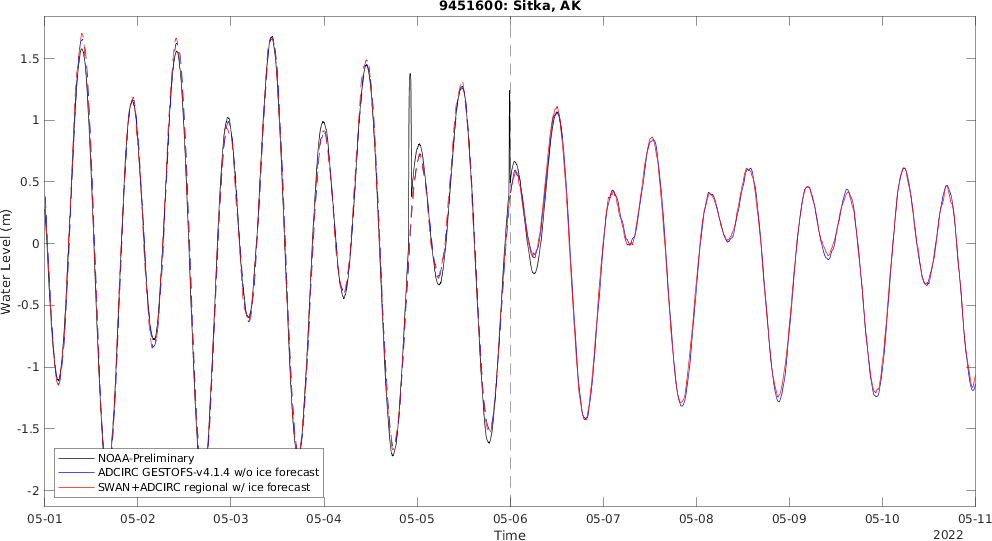 9451600: Sitka, AK
Water Level (m)
1.5
1
0.5
0
-0.5
-1
-1.5
-2
NOAA-Preliminary
ADCIRC GESTOFS-v4.1.4 w/o ice forecast
SWAN+ADCIRC regional w/ ice forecast
05-01 05-02 05-03 05-04 05-05 05-06 05-07 05-08 05-09 05-10 05-11
Time
2022